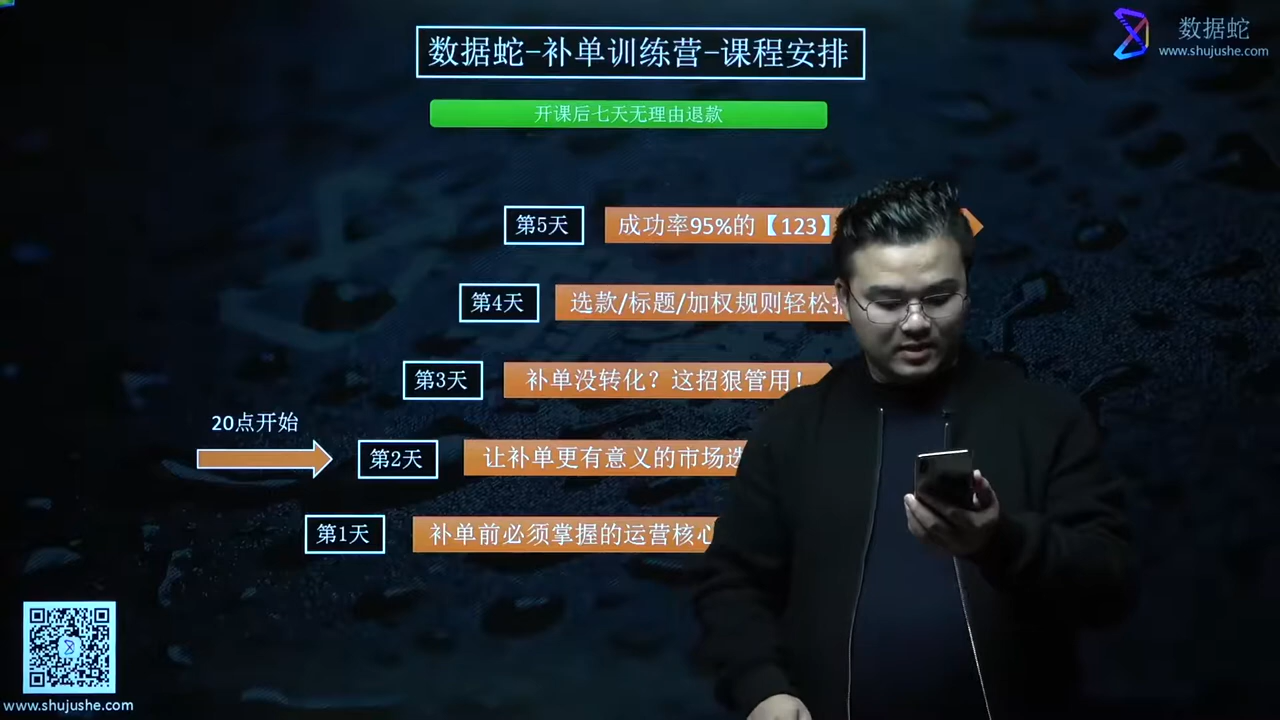 数据蛇-补单训练营-课程安排
数据蛇
www.shujushe.com
开课后七天无理由退款
第5天
成功率95%的【123】
第4天
选款/标题/加权规则轻松
第3天
补单没转化？这招狠管用！
20点开始
第2天
让补单更有意义的市场
第1天
补单前必须掌握的运营核心
www.shujushe.com